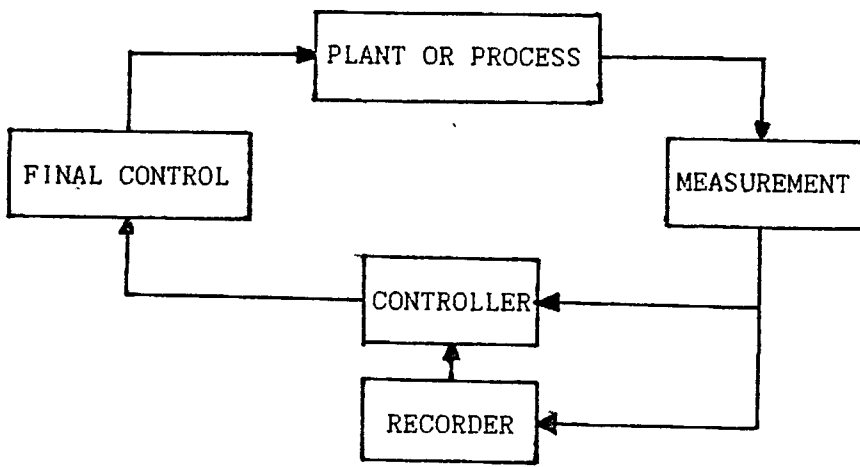 PLANT OR PROCESS
FINAL CONTROL
MEASUREMENT
CONTROLLER
RECORDER